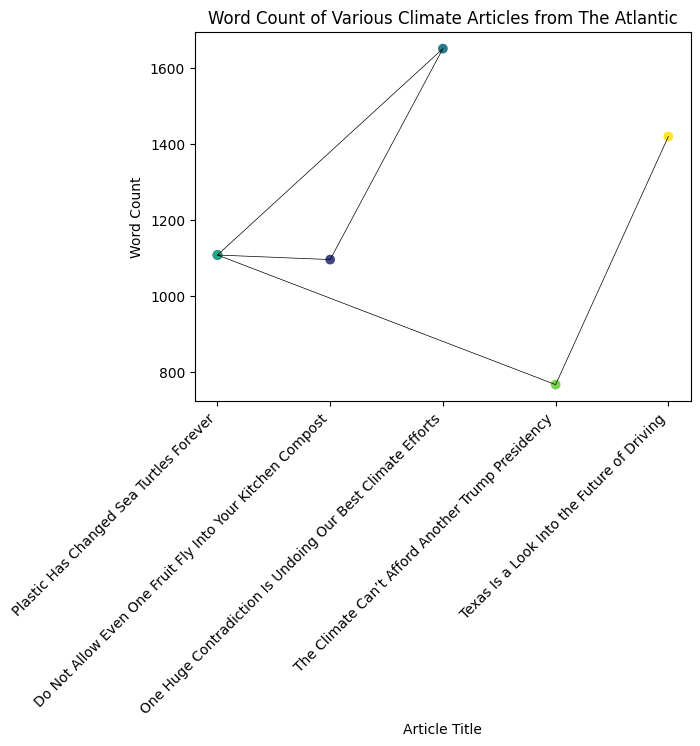 Word Count of Various Climate Articles from The Atlantic
1600
1400
1200
1000
800
Word Count
Plastic Has Changed Sea Turtles Forever
Do Not Allow Even One Fruit Fly Into Your Kitchen Compost
One Huge Contradiction Is Undoing Our Best Climate Efforts
The Climate Can’t Afford Another Trump Presidency
Texas Is a Look Into the Future of Driving
Article Title